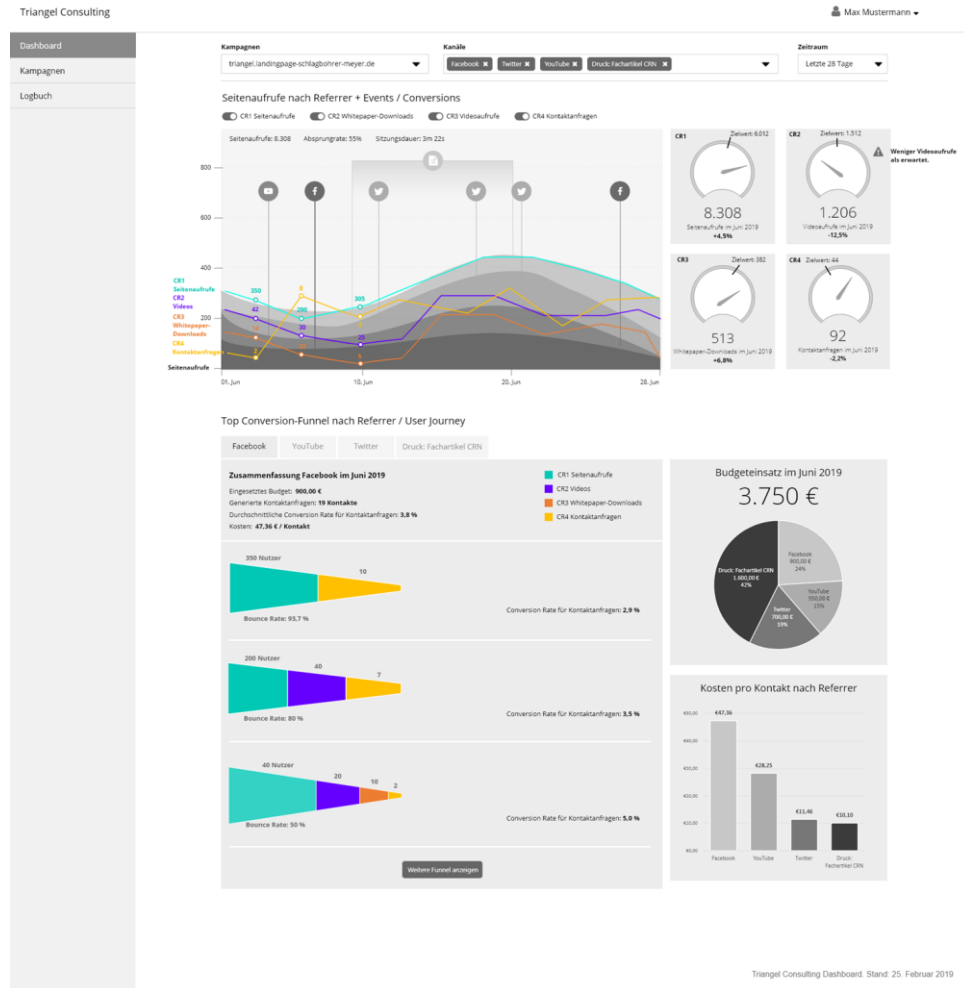 Triangel Consulting
Max Mustermann
Dashboard
Kampagnen
Logbuch
Kampagnen
triangel.landingpage-schlagbohrer-meyer.de
Kanäle
Facebook ✖ Twitter ✖ YouTube ✖ Druck: Fachartikel CRN ✖
Zeitraum
Letzte 28 Tage
Seitenaufrufe nach Referrer + Events / Conversions
CR1 Seitenaufrufe CR2 Whitepaper-Downloads CR3 Videoaufrufe CR4 Kontaktanfragen
Seitenaufrufe: 8.308 Absprungrate: 55% Sitzungsdauer: 3m 22s
800
600
400
200
CR1
Seitenaufrufe
CR2
Videos
CR3
Whitepaper-
Downloads
CR4
Kontaktanfragen
Seitenaufrufe
350
42
8
30
305
25
5
01. Jun
10. Jun
20. Jun
28. Jun
CR1 Zielwert: 6.012
8.308
Seitenaufrufe im Juni 2019
+4,5%
CR2 Zielwert: 1.512
1.206
Videoaufrufe im Juni 2019
-12,5%
Weniger Videoaufrufe
als erwartet.
CR3 Zielwert: 382
513
Whitepaper-Downloads im Juni 2019
+6,8%
CR4 Zielwert: 44
92
Kontaktanfragen im Juni 2019
-2,2%
Top Conversion-Funnel nach Referrer / User Journey
Facebook YouTube Twitter Druck: Fachartikel CRN
Zusammenfassung Facebook im Juni 2019
Eingesetztes Budget: 900,00 €
Generierte Kontaktanfragen: 19 Kontakte
Durchschnittliche Conversion Rate für Kontaktanfragen: 3,8 %
Kosten: 47,36 € / Kontakt
CR1 Seitenaufrufe
CR2 Videos
CR3 Whitepaper-Downloads
CR4 Kontaktanfragen
350 Nutzer
10
Bounce Rate: 93,7 %
Conversion Rate für Kontaktanfragen: 2,9 %
200 Nutzer
40
7
Bounce Rate: 80 %
Conversion Rate für Kontaktanfragen: 3,5 %
40 Nutzer
20
10
2
Bounce Rate: 50 %
Conversion Rate für Kontaktanfragen: 5,0 %
Weitere Funnel anzeigen
Budgeteinsatz im Juni 2019
3.750 €
Facebook
900,00 €
24%
YouTube
550,00 €
15%
Twitter
700,00 €
19%
Druck: Fachartikel CRN
1.600,00 €
42%
Kosten pro Kontakt nach Referrer
€47,36
€28,25
€11,46
€10,10
€0,00
Facebook
YouTube
Twitter
Druck:
Fachertikel CRN
Triangel Consulting Dashboard. Stand: 25. Februar 2019